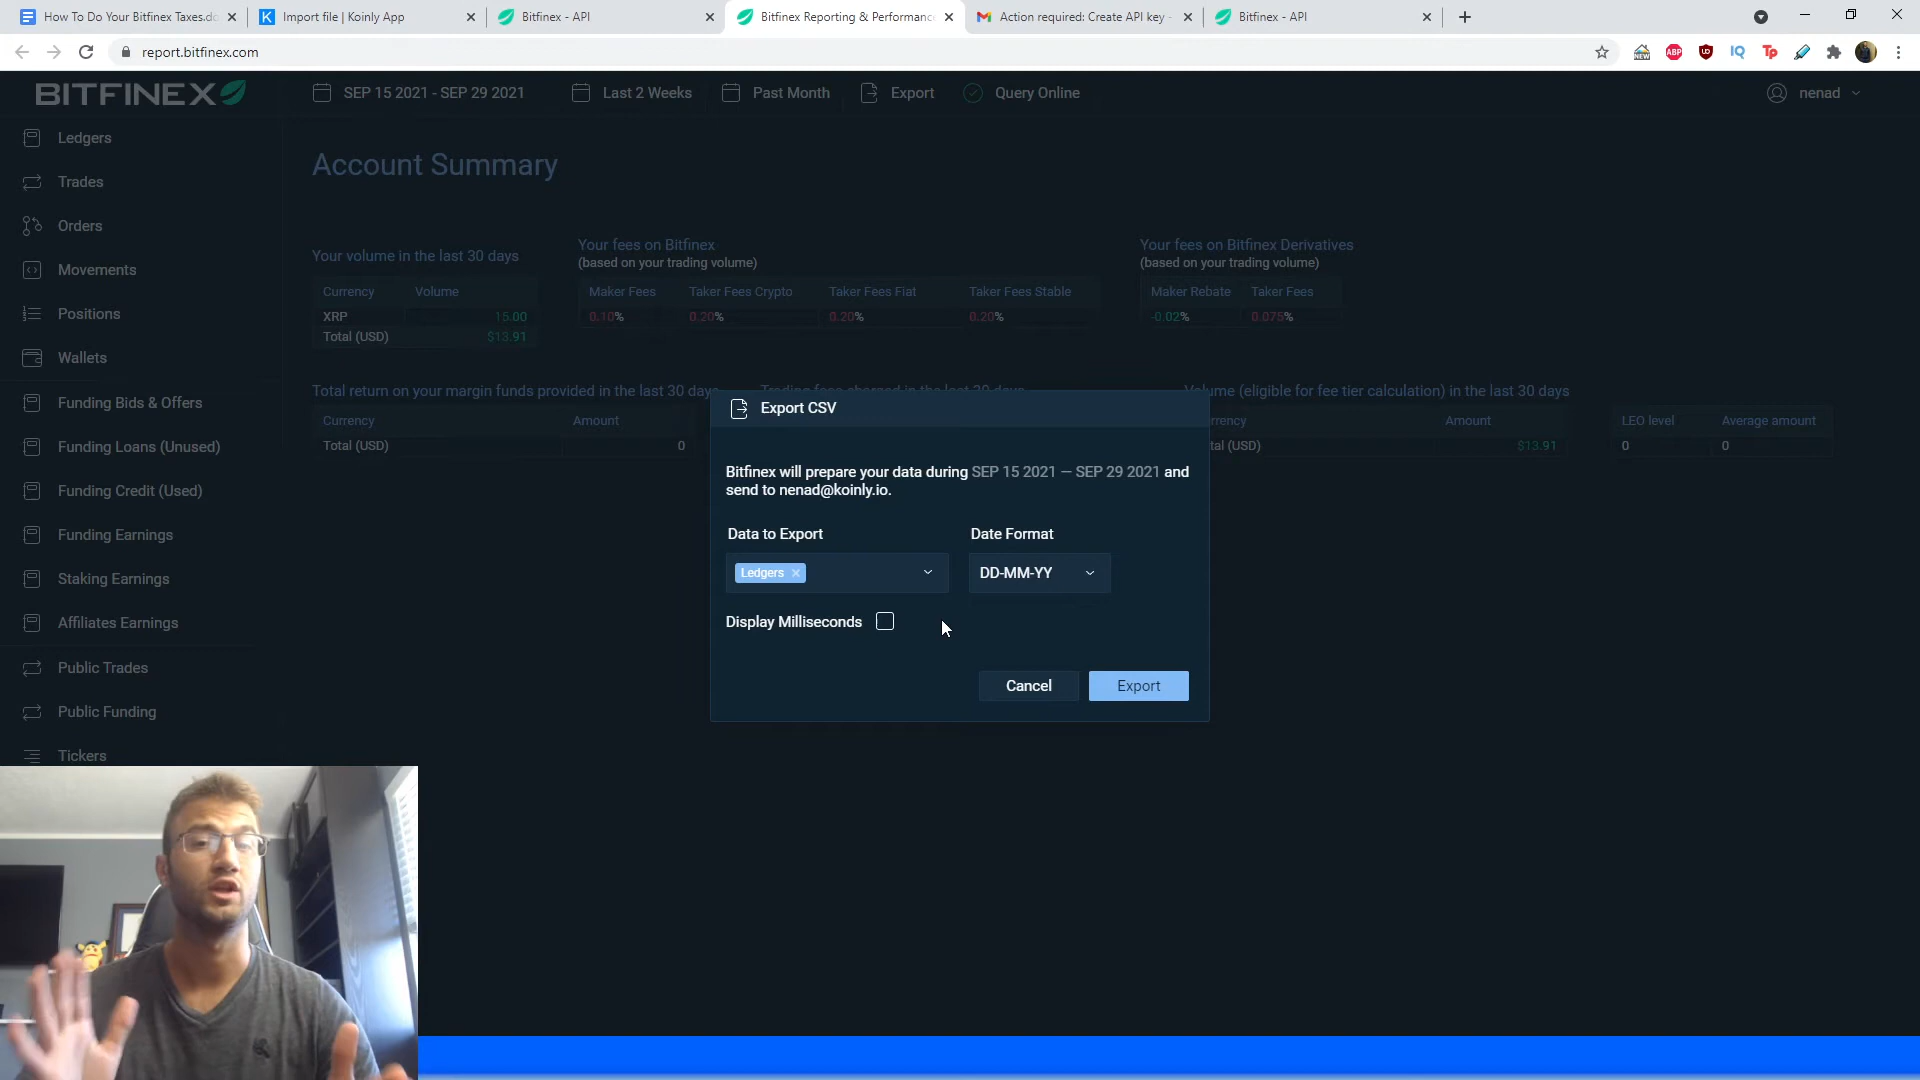 How To Do Your Bitfinex Taxes.do
Import file | Koinly App
Bitfinex - API
Bitfinex Reporting & Performanc
Action required: Create API key -
Bitfinex - API
report.bitfinex.com
BITFINEX
SEP 15 2021 - SEP 29 2021
Last 2 Weeks
Past Month
Export
Query Online
nenad
Ledgers
Trades
Orders
Movements
Positions
Wallets
Funding Bids & Offers
Funding Loans (Unused)
Funding Credit (Used)
Funding Earnings
Staking Earnings
Affiliates Earnings
Public Trades
Public Funding
Tickers
Account Summary
Your volume in the last 30 days
Currency Volume
XRP 15.00
Total (USD) $13.91
Your fees on Bitfinex
(based on your trading volume)
Maker Fees Taker Fees Crypto Taker Fees Fiat Taker Fees Stable
0.10% 0.20% 0.20% 0.20%
Your fees on Bitfinex Derivatives
(based on your trading volume)
Maker Rebate Taker Fees
-0.02% 0.075%
Total return on your margin funds provided in the last 30 days
Currency Amount
Total (USD) 0
Trading fees charged in the last 30 days
ume (eligible for fee tier calculation) in the last 30 days
rrency Amount
tal (USD) $13.91
LEO level Average amount
0 0
Export CSV
Bitfinex will prepare your data during SEP 15 2021 — SEP 29 2021 and
send to nenad@koinly.io.
Data to Export Date Format
Ledgers DD-MM-YY
Display Milliseconds
Cancel Export